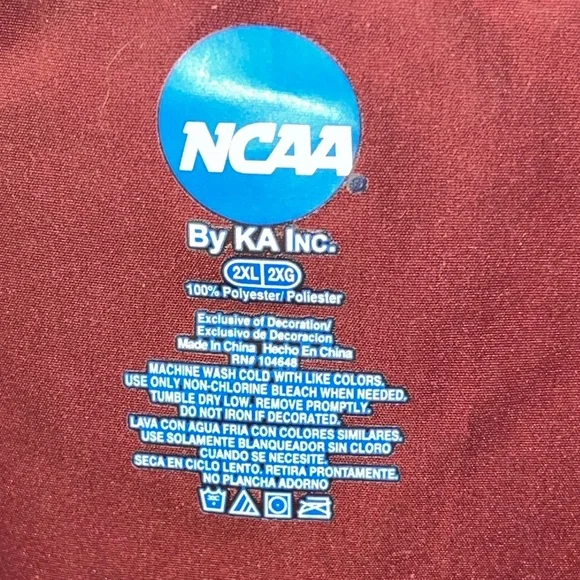 NCAA
®
By KA INC.
2XL 2XG
100% Polyester/ Poliester
Exclusive of Decoration/
Exclusivo de Decoracion
Made in China Hecho En China
RN# 104648
MACHINE WASH COLD WITH LIKE COLORS.
USE ONLY NON-CHLORINE BLEACH WHEN NEEDED.
TUMBLE DRY LOW. REMOVE PROMPTLY.
DO NOT IRON IF DECORATED.
LAVA CON AGUA FRIA CON COLORES SIMILARES.
USE SOLAMENTE BLANQUEADOR SIN CLORO
CUANDO SE NECESITE.
SECA EN CICLO LENTO. RETIRA PRONTAMENTE.
NO PLANCHA ADORNO